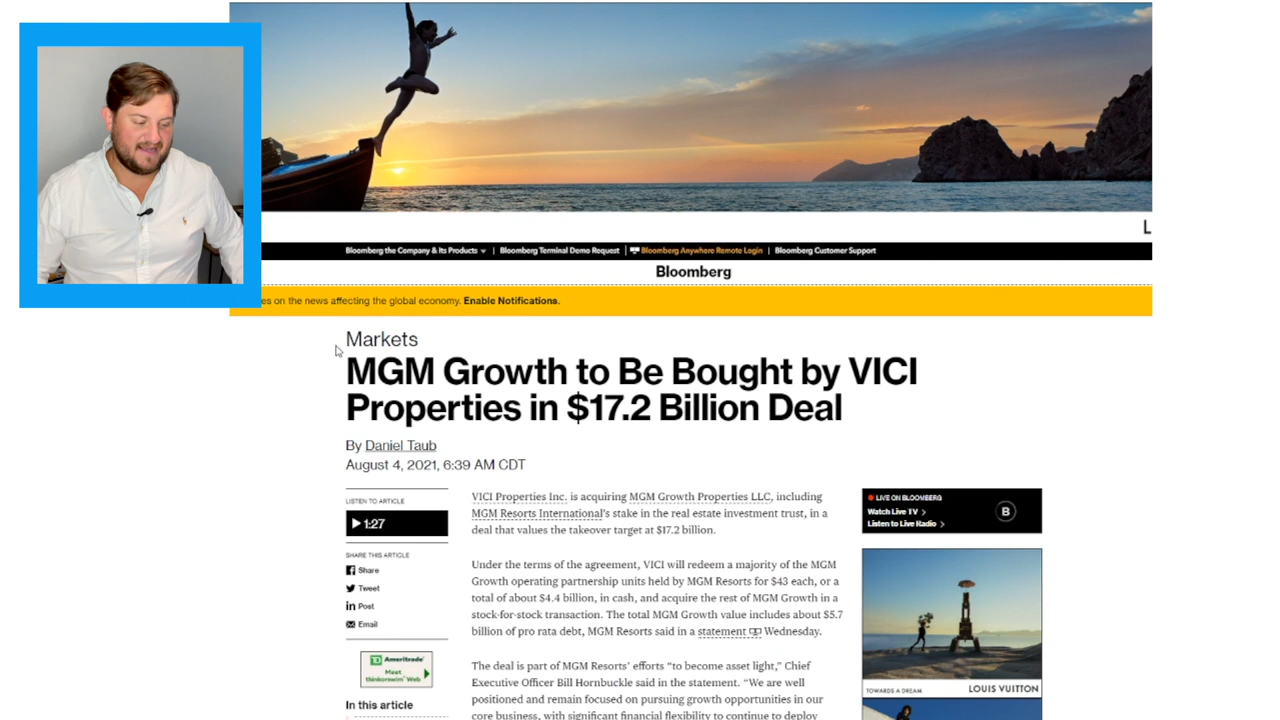 L
Bloomberg the Company & Its Products | Bloomberg Terminal Demo Request | Bloomberg Anywhere Remote Login | Bloomberg Customer Support
Bloomberg
on the news affecting the global economy. Enable Notifications.
Markets
MGM Growth to Be Bought by VICI
Properties in $17.2 Billion Deal
By Daniel Taub
August 4, 2021, 6:39 AM CDT
LISTEN TO ARTICLE
1:27
SHARE THIS ARTICLE
Share
Tweet
Post
Email
Ameritrade
Meet
thinkorswim Web
In this article
VICI Properties Inc. is acquiring MGM Growth Properties LLC, including
MGM Resorts International's stake in the real estate investment trust, in a
deal that values the takeover target at $17.2 billion.
Under the terms of the agreement, VICI will redeem a majority of the MGM
Growth operating partnership units held by MGM Resorts for $43 each, or a
total of about $4.4 billion, in cash, and acquire the rest of MGM Growth in a
stock-for-stock transaction. The total MGM Growth value includes about $5.7
billion of pro rata debt, MGM Resorts said in a statement Wednesday.
The deal is part of MGM Resorts' efforts "to become asset light," Chief
Executive Officer Bill Hornbuckle said in the statement. "We are well
positioned and remain focused on pursuing growth opportunities in our
core business, with significant financial flexibility to continue to deploy
LIVE ON BLOOMBERG
Watch Live TV
Listen to Live Radio
B
TOWARDS A DREAM LOUIS VUITTON